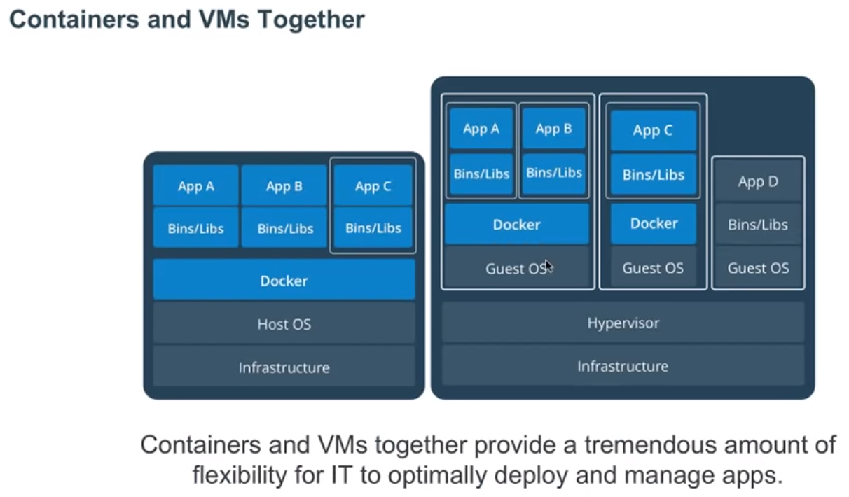 Containers and VMs Together
App A
App B
App C
Bins/Libs
Bins/Libs
Bins/Libs
Docker
Host OS
Infrastructure
App A
App B
Bins/Libs
Bins/Libs
Docker
Guest OS
App C
Bins/Libs
Docker
Guest OS
App D
Bins/Libs
Guest OS
Hypervisor
Infrastructure
Containers and VMs together provide a tremendous amount of
flexibility for IT to optimally deploy and manage apps.